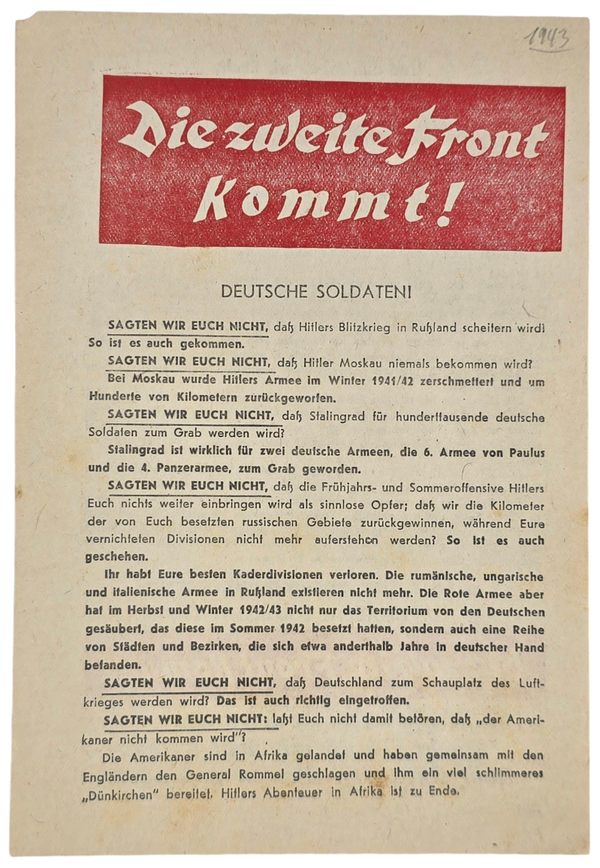 1943
Die zweite Front
Kommt!
DEUTSCHE SOLDATEN!
SAGTEN WIR EUCH NICHT, daß Hitlers Blitzkrieg in Rußland scheitern wird!
So ist es auch gekommen.
SAGTEN WIR EUCH NICHT, daß Hitler Moskau niemals bekommen wird?
Bei Moskau wurde Hitlers Armee im Winter 1941/42 zerschmettert und um
Hunderte von Kilometern zurückgeworfen.
SAGTEN WIR EUCH NICHT, daß Stalingrad für hunderttausende deutsche
Soldaten zum Grab werden wird?
Stalingrad ist wirklich für zwei deutsche Armeen, die 6. Armee von Paulus
und die 4. Panzerarmee, zum Grab geworden.
SAGTEN WIR EUCH NICHT, daß die Frühjahrs- und Sommeroffensive Hitlers
Euch nichts weiter einbringen wird als sinnlose Opfer; daß wir die Kilometer
der von Euch besetzten russischen Gebiete zurückgewinnen, während Eure
vernichteten Divisionen nicht mehr auferstehen werden? So ist es auch
geschehen.
Ihr habt Eure besten Kaderdivisionen verloren. Die rumänische, ungarische
und italienische Armee in Rußland existieren nicht mehr. Die Rote Armee aber
hat im Herbst und Winter 1942/43 nicht nur das Territorium von den Deutschen
gesäubert, das diese im Sommer 1942 besetzt hatten, sondern auch eine Reihe
von Städten und Bezirken, die sich etwa anderthalb Jahre in deutscher Hand
befanden.
SAGTEN WIR EUCH NICHT, daß Deutschland zum Schauplatz des Luft-
krieges werden wird? Das ist auch richtig eingetroffen.
SAGTEN WIR EUCH NICHT: laßt Euch nicht damit betören, daß „der Ameri-
kaner nicht kommen wird"?
Die Amerikaner sind in Afrika gelandet und haben gemeinsam mit den
Engländern den General Rommel geschlagen und ihm ein viel schlimmeres
„Dünkirchen" bereitet. Hitlers Abenteuer in Afrika ist zu Ende.